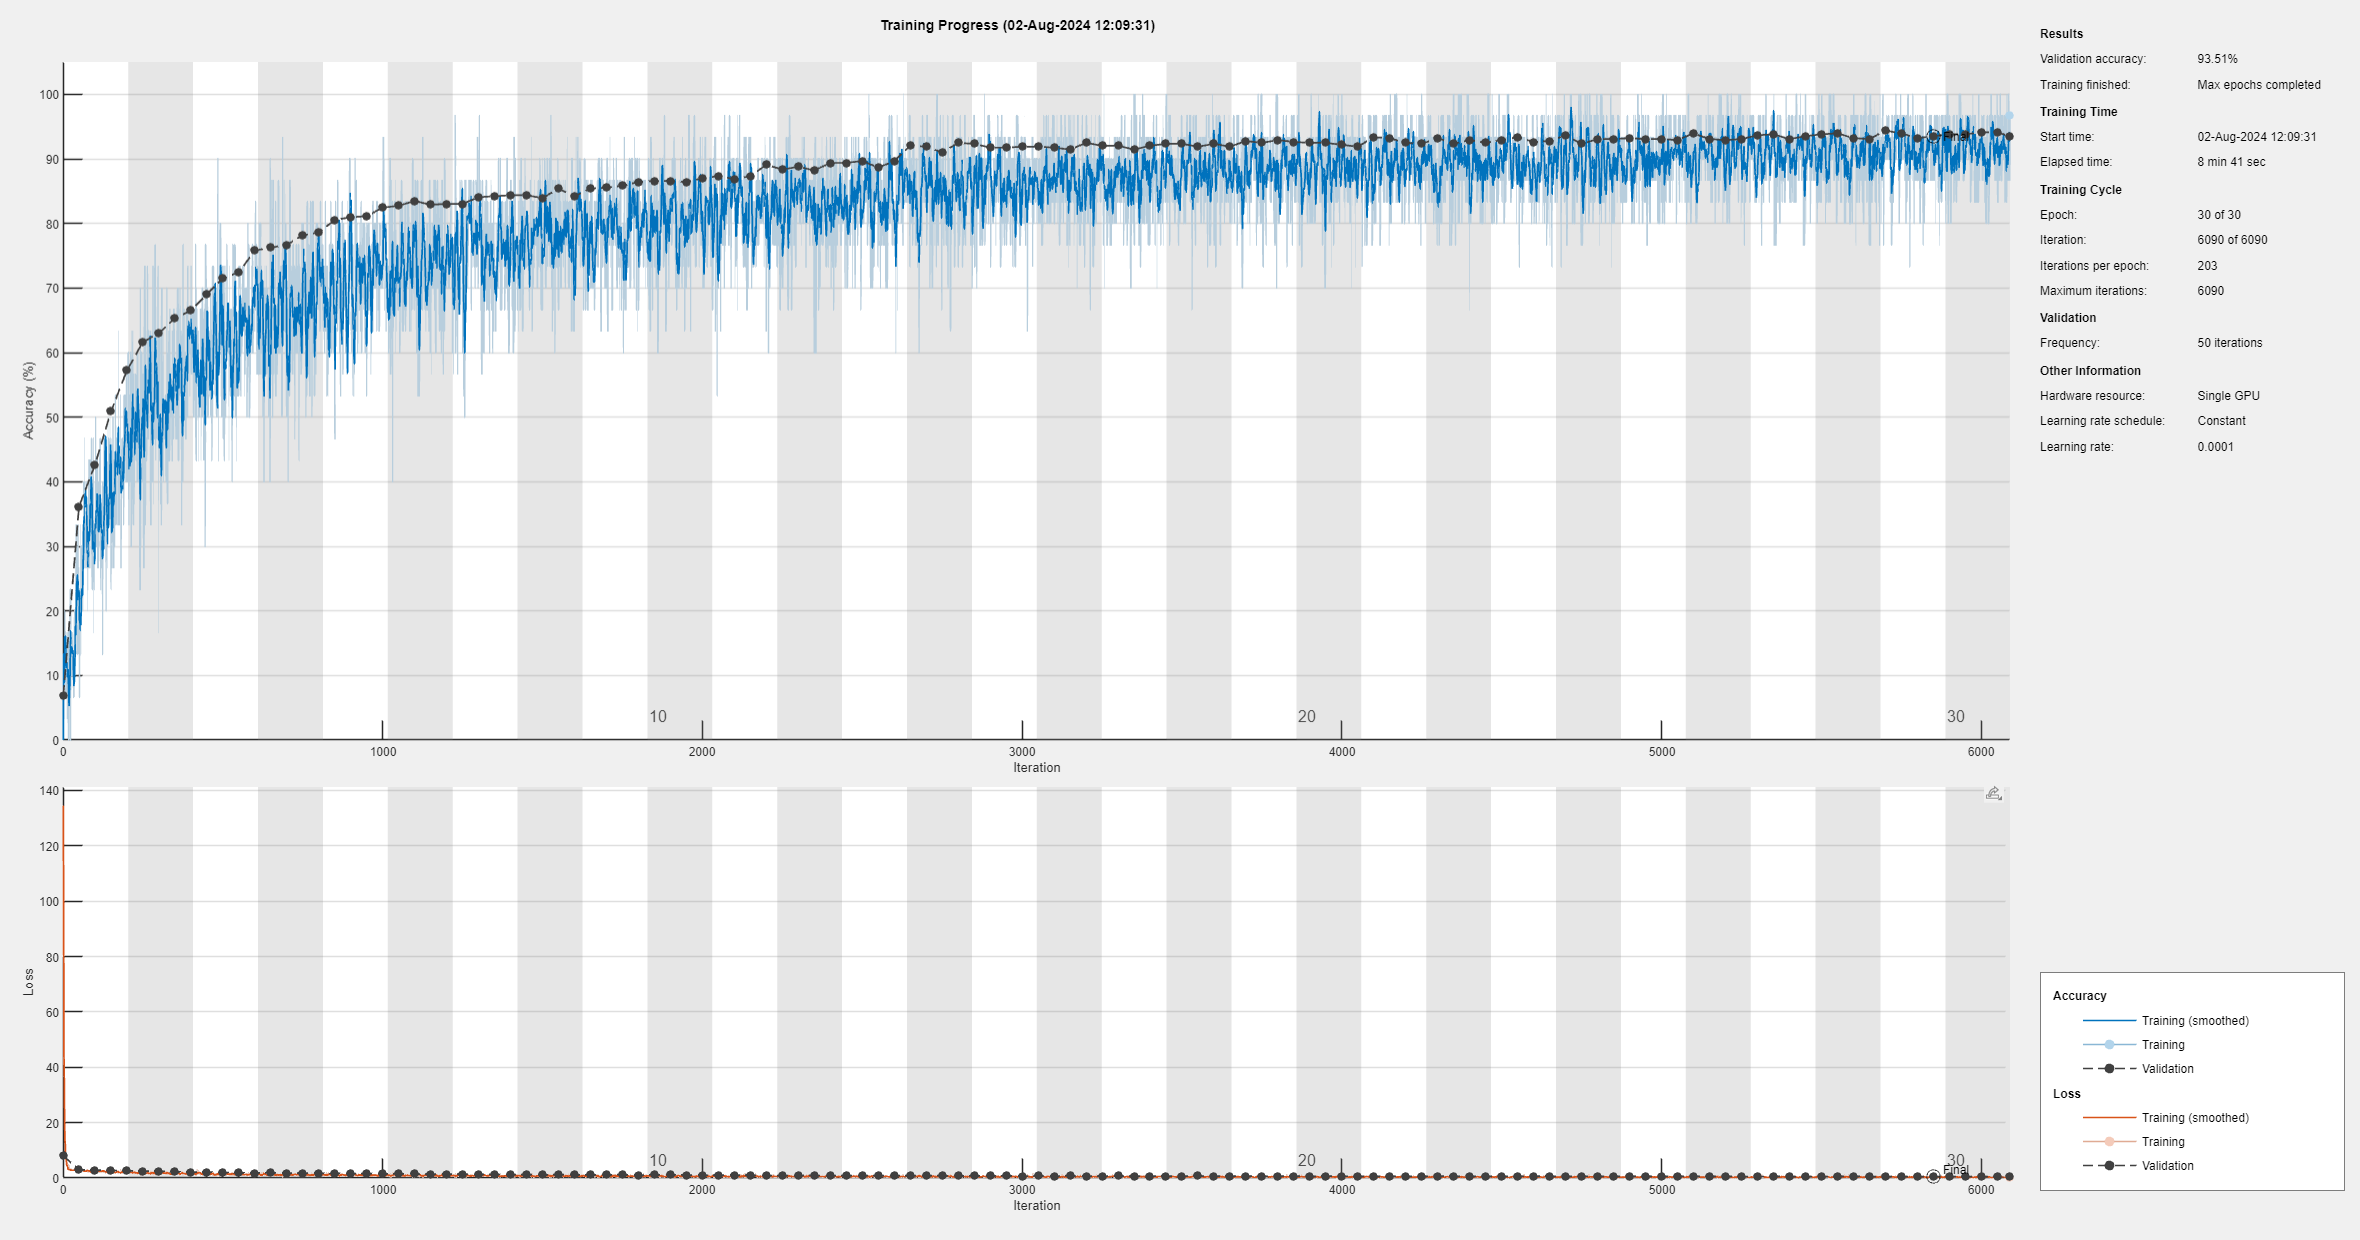 Training Progress (02-Aug-2024 12:09:31)
100
90
80
70
60
50
40
30
20
10
0
Accuracy (%)
Final
10
20
30
0
1000
2000
3000
4000
5000
6000
Iteration
140
120
100
80
60
40
20
0
Loss
10
20
30
Final
0
1000
2000
3000
4000
5000
6000
Iteration
Results
Validation accuracy: 93.51%
Training finished: Max epochs completed
Training Time
Start time: 02-Aug-2024 12:09:31
Elapsed time: 8 min 41 sec
Training Cycle
Epoch: 30 of 30
Iteration: 6090 of 6090
Iterations per epoch: 203
Maximum iterations: 6090
Validation
Frequency: 50 iterations
Other Information
Hardware resource: Single GPU
Learning rate schedule: Constant
Learning rate: 0.0001
Accuracy
Training (smoothed)
Training
Validation
Loss
Training (smoothed)
Training
Validation